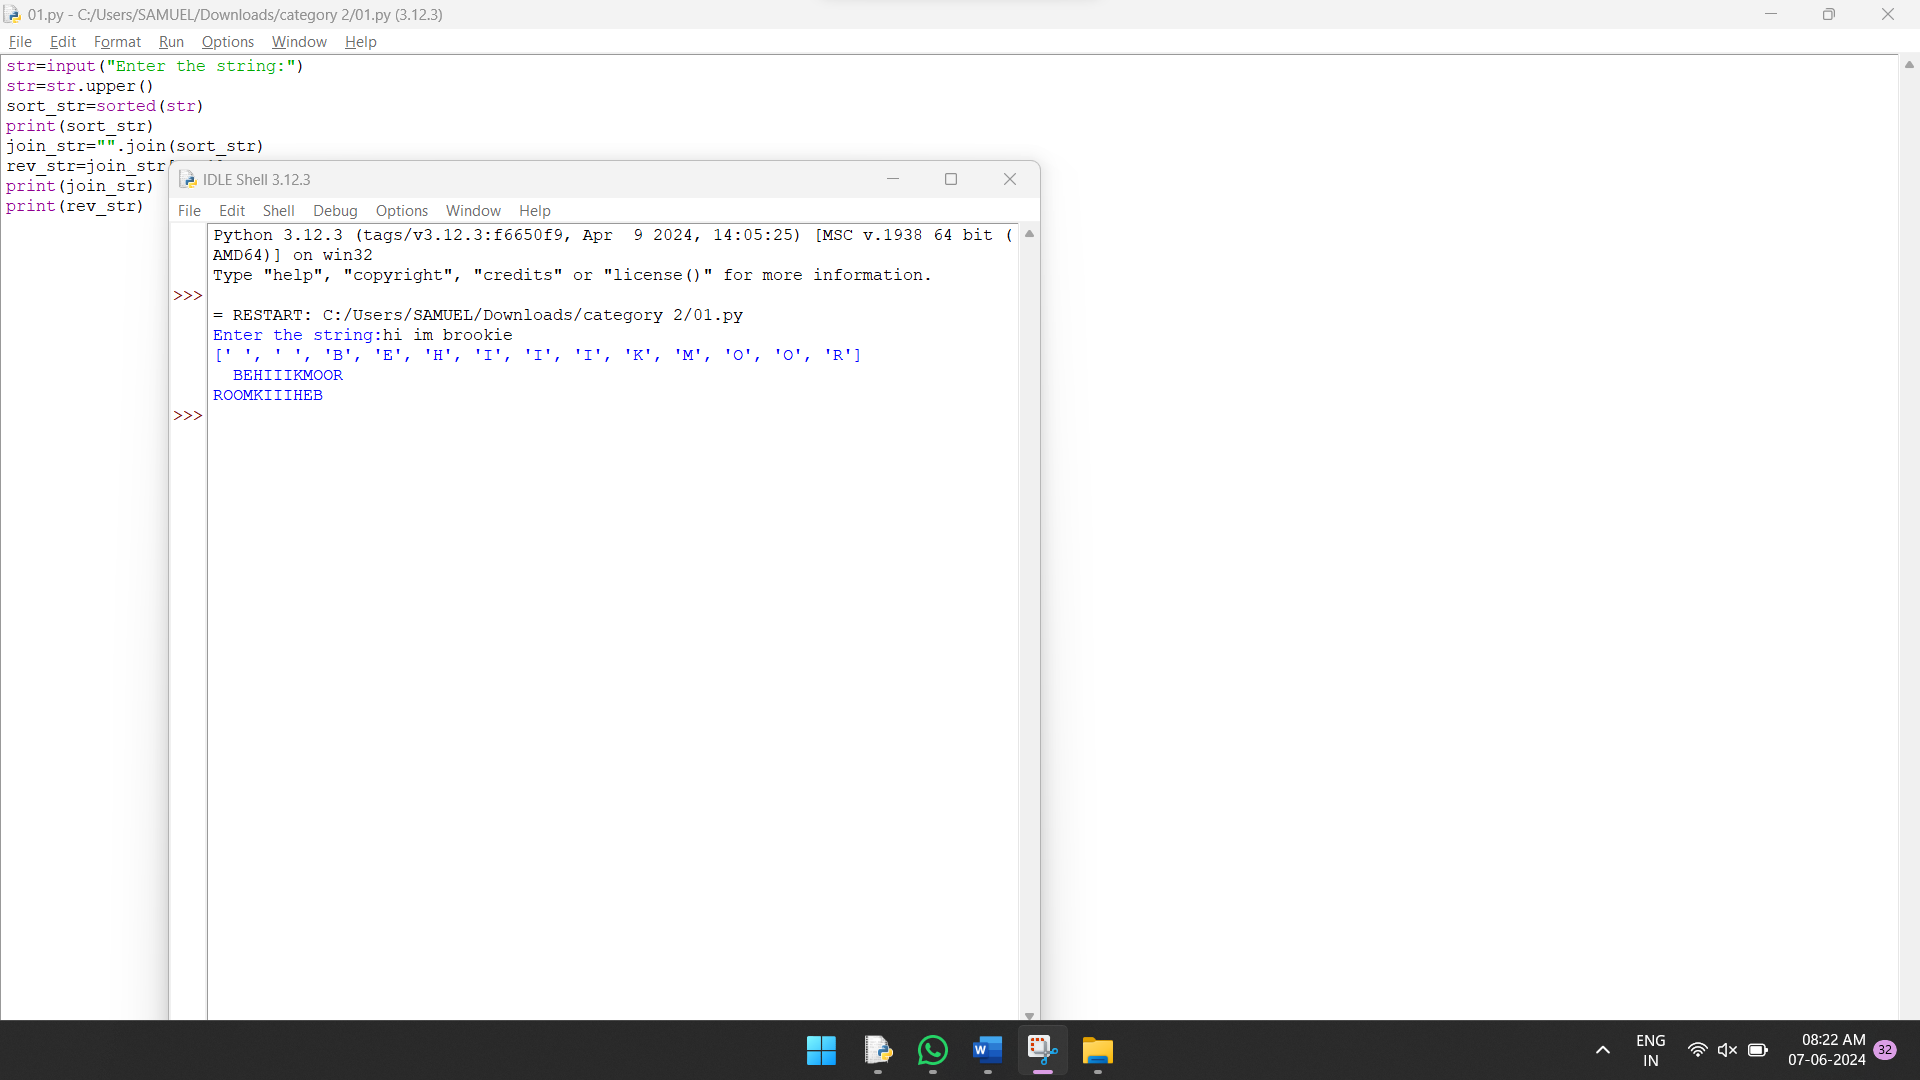 01.py - C:/Users/SAMUEL/Downloads/category 2/01.py (3.12.3)
File Edit Format Run Options Window Help
str=input("Enter the string:")
str=str.upper()
sort_str=sorted(str)
print(sort_str)
join_str="".join(sort_str)
rev_str=join_str
print(join_str)
print(rev_str)
IDLE Shell 3.12.3
File Edit Shell Debug Options Window Help
Python 3.12.3 (tags/v3.12.3:f6650f9, Apr  9 2024, 14:05:25) [MSC v.1938 64 bit (
AMD64)] on win32
Type "help", "copyright", "credits" or "license()" for more information.
>>>
= RESTART: C:/Users/SAMUEL/Downloads/category 2/01.py
Enter the string:hi im brookie
[' ', ' ', 'B', 'E', 'H', 'I', 'I', 'I', 'K', 'M', 'O', 'O', 'R']
  BEHIIIKMOOR
ROOMKIIIHEB
>>>
W
ENG
IN
08:22 AM
07-06-2024
32